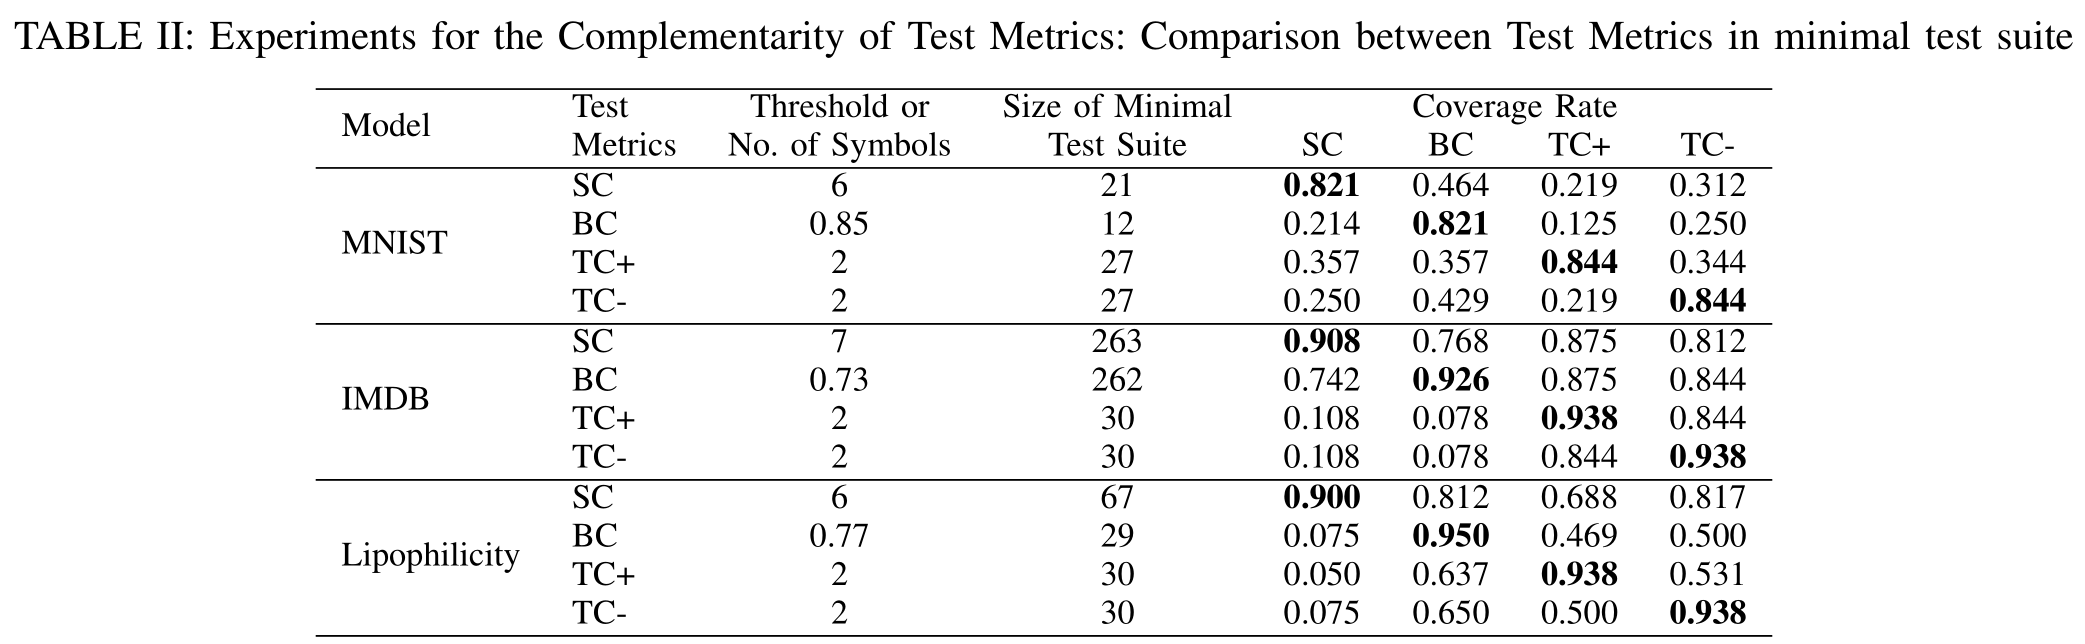 TABLE II: Experiments for the Complementarity of Test Metrics: Comparison between Test Metrics in minimal test suite
Model Test Metrics Threshold or No. of Symbols Size of Minimal Test Suite Coverage Rate
SC BC TC+ TC-
MNIST
SC 6 21 0.821 0.464 0.219 0.312
BC 0.85 12 0.214 0.821 0.125 0.250
TC+ 2 27 0.357 0.357 0.844 0.344
TC- 2 27 0.250 0.429 0.219 0.844
IMDB
SC 7 263 0.908 0.768 0.875 0.812
BC 0.73 262 0.742 0.926 0.875 0.844
TC+ 2 30 0.108 0.078 0.938 0.844
TC- 2 30 0.108 0.078 0.844 0.938
Lipophilicity
SC 6 67 0.900 0.812 0.688 0.817
BC 0.77 29 0.075 0.950 0.469 0.500
TC+ 2 30 0.050 0.637 0.938 0.531
TC- 2 30 0.075 0.650 0.500 0.938